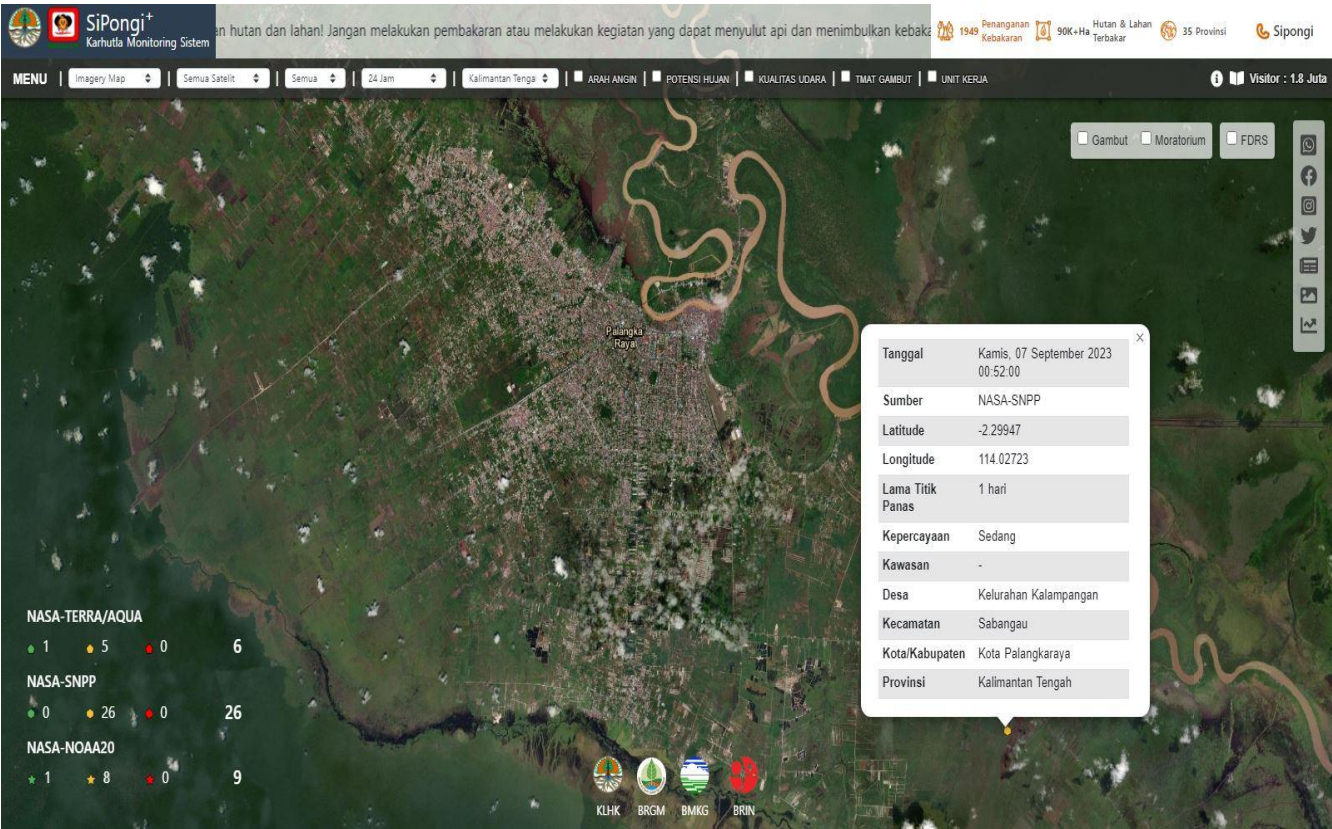 SiPongi+
Karhutla Monitoring Sistem
an hutan dan lahan! Jangan melakukan pembakaran atau melakukan kegiatan yang dapat menyulut api dan menimbulkan kebaka
1949 Penanganan Kebakaran
90K+Ha Hutan & Lahan Terbakar
35 Provinsi
Sipongi
MENU | Imagery Map | Semua Satelit | Semua | 24 Jam | Kalimantan Tenga | ARAH ANGIN | POTENSI HUJAN | KUALITAS UDARA | TMAT GAMBUT | UNIT KERJA
Visitor : 1.8 Juta
Gambut Moratorium FDRS
Palangka
Raya
Tanggal Kamis, 07 September 2023
00:52:00
Sumber NASA-SNPP
Latitude -2.29947
Longitude 114.02723
Lama Titik Panas 1 hari
Kepercayaan Sedang
Kawasan -
Desa Kelurahan Kalampangan
Kecamatan Sabangau
Kota/Kabupaten Kota Palangkaraya
Provinsi Kalimantan Tengah
NASA-TERRA/AQUA
1 5 0 6
NASA-SNPP
0 26 0 26
NASA-NOAA20
1 8 0 9
KLHK BRGM BMKG BRIN